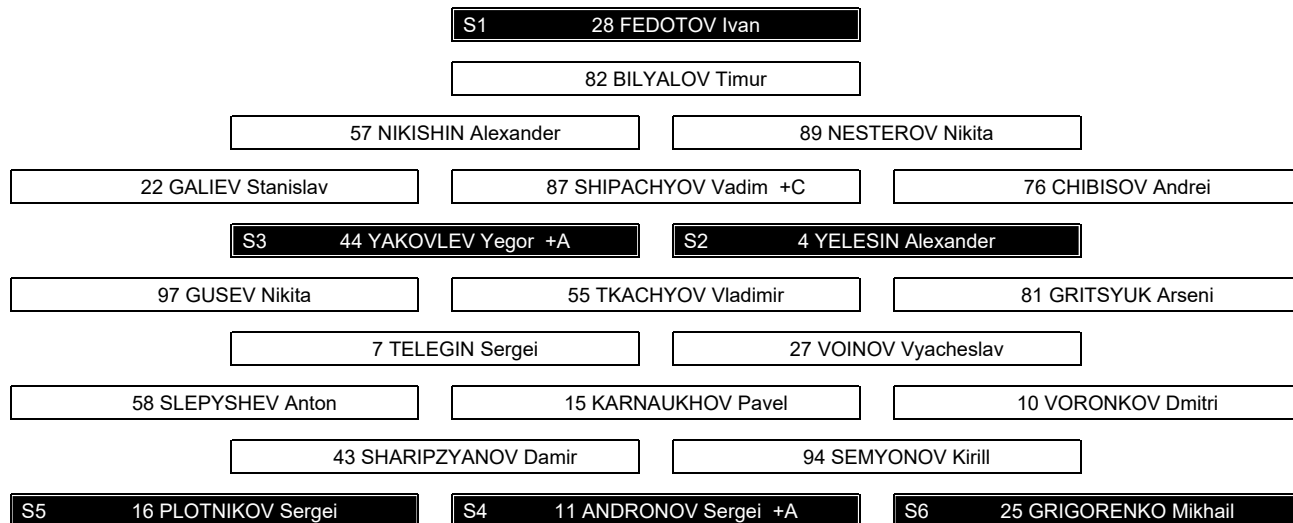 S1 28 FEDOTOV Ivan
82 BILYALOV Timur
57 NIKISHIN Alexander 89 NESTEROV Nikita
22 GALIEV Stanislav 87 SHIPACHYOV Vadim +C 76 CHIBISOV Andrei
S3 44 YAKOVLEV Yegor +A S2 4 YELESIN Alexander
97 GUSEV Nikita 55 TKACHYOV Vladimir 81 GRITSYUK Arseni
7 TELEGIN Sergei 27 VOINOV Vyacheslav
58 SLEPYSHEV Anton 15 KARNAUKHOV Pavel 10 VORONKOV Dmitri
43 SHARIPZYANOV Damir 94 SEMYONOV Kirill
S5 16 PLOTNIKOV Sergei S4 11 ANDRONOV Sergei +A S6 25 GRIGORENKO Mikhail